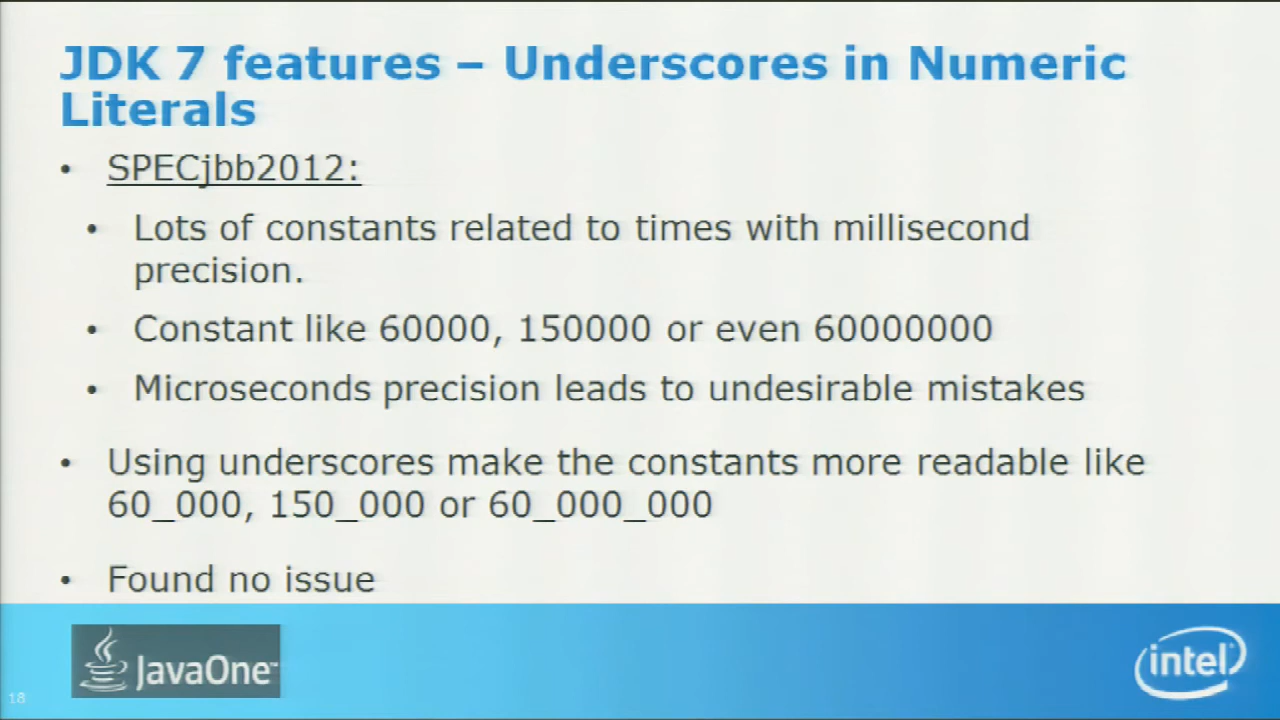 JDK 7 features – Underscores in Numeric
Literals
• SPECjbb2012:
• Lots of constants related to times with millisecond
precision.
• Constant like 60000, 150000 or even 60000000
• Microseconds precision leads to undesirable mistakes
• Using underscores make the constants more readable like
60_000, 150_000 or 60_000_000
• Found no issue
JavaOne™
intel
18